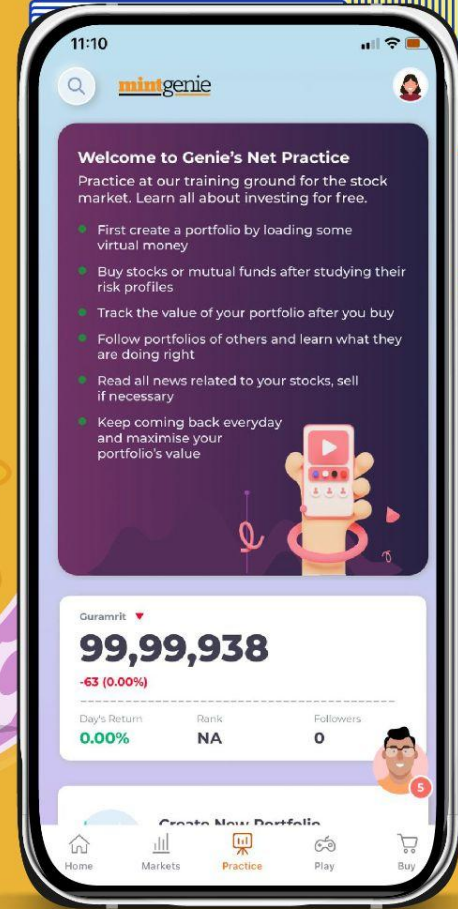 11:10
mintgenie
Welcome to Genie's Net Practice
Practice at our training ground for the stock
market. Learn all about investing for free.
First create a portfolio by loading some
virtual money
Buy stocks or mutual funds after studying their
risk profiles
Track the value of your portfolio after you buy
Follow portfolios of others and learn what they
are doing right
Read all news related to your stocks, sell
if necessary
Keep coming back everyday
and maximise your
portfolio's value
Guramrit
99,99,938
-63 (0.00%)
Day's Return Rank Followers
0.00% NA 0
5
Create New Portfolio
Home Markets Practice Play Buy